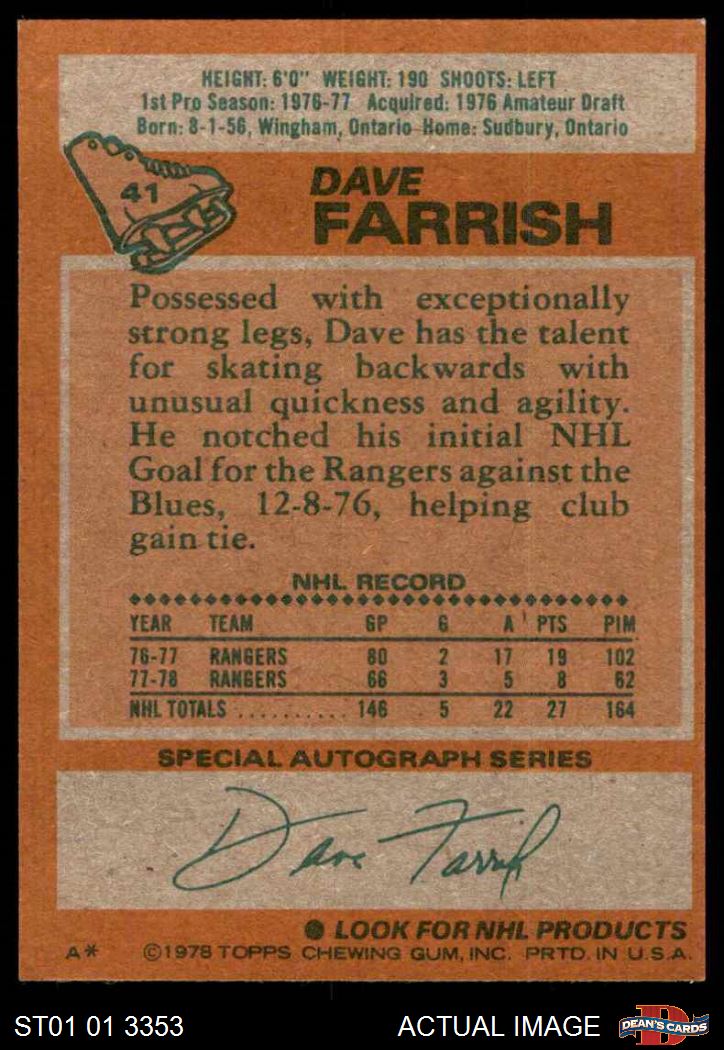 HEIGHT: 6'0" WEIGHT: 190 SHOOTS: LEFT
1st Pro Season: 1976-77 Acquired: 1976 Amateur Draft
Born: 8-1-56, Wingham, Ontario Home: Sudbury, Ontario
41
DAVE
FARRISH
Possessed with exceptionally
strong legs, Dave has the talent
for skating backwards with
unusual quickness and agility.
He notched his initial NHL
Goal for the Rangers against the
Blues, 12-8-76, helping club
gain tie.
NHL RECORD
YEAR TEAM GP G A PTS PIM
76-77 RANGERS 80 2 17 19 102
77-78 RANGERS 66 3 5 8 62
NHL TOTALS .......... 146 5 22 27 164
SPECIAL AUTOGRAPH SERIES
Dave Farrish
LOOK FOR NHL PRODUCTS
A* ©1978 TOPPS CHEWING GUM, INC. PRTD. IN U.S.A.
ST01 01 3353 ACTUAL IMAGE D DEAN'S CARDS